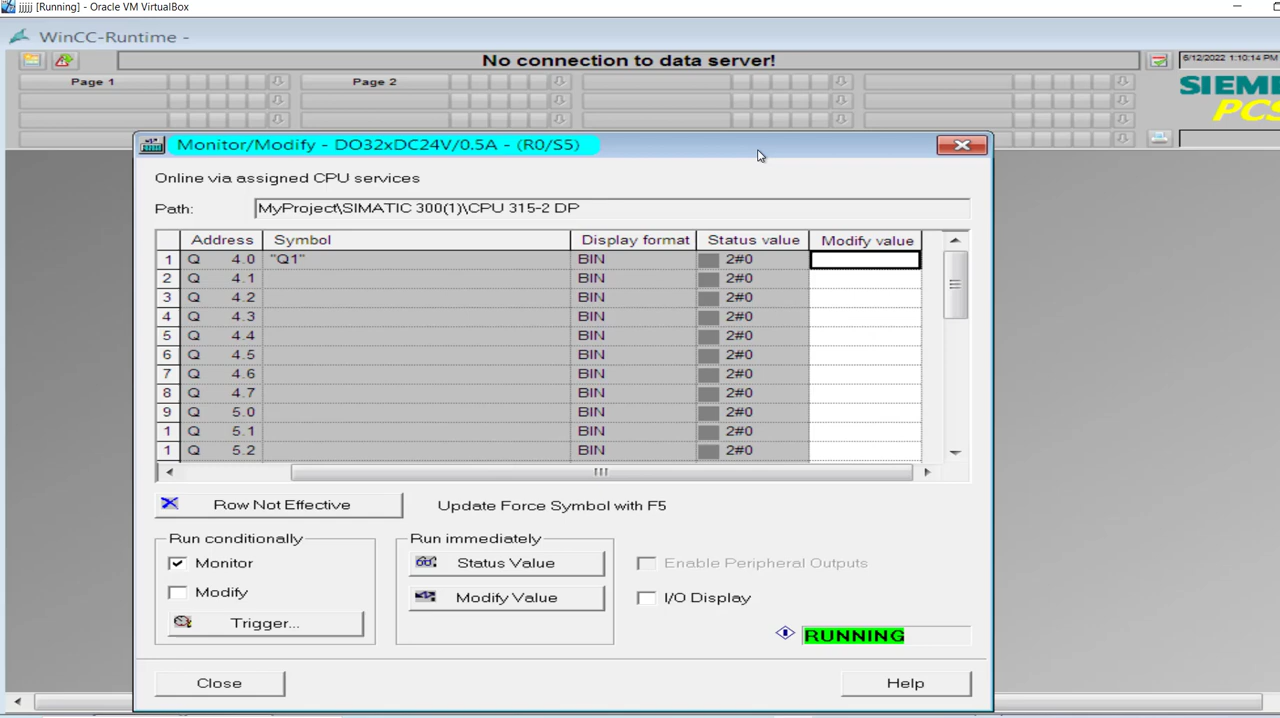 jjjjj [Running] - Oracle VM VirtualBox
WinCC-Runtime -
No connection to data server!
6/12/2022 1:10:14 PM
Page 1 Page 2
SIEM
PCS
Monitor/Modify - DO32xDC24V/0.5A - (R0/S5)
Online via assigned CPU services
Path: MyProject\SIMATIC 300(1)\CPU 315-2 DP
Address Symbol Display format Status value Modify value
1 Q 4.0 "Q1" BIN 2#0
2 Q 4.1 BIN 2#0
3 Q 4.2 BIN 2#0
4 Q 4.3 BIN 2#0
5 Q 4.4 BIN 2#0
6 Q 4.5 BIN 2#0
7 Q 4.6 BIN 2#0
8 Q 4.7 BIN 2#0
9 Q 5.0 BIN 2#0
1 Q 5.1 BIN 2#0
1 Q 5.2 BIN 2#0
Row Not Effective Update Force Symbol with F5
Run conditionally Run immediately
Monitor Status Value Enable Peripheral Outputs
Modify Modify Value I/O Display
Trigger...
RUNNING
Close Help